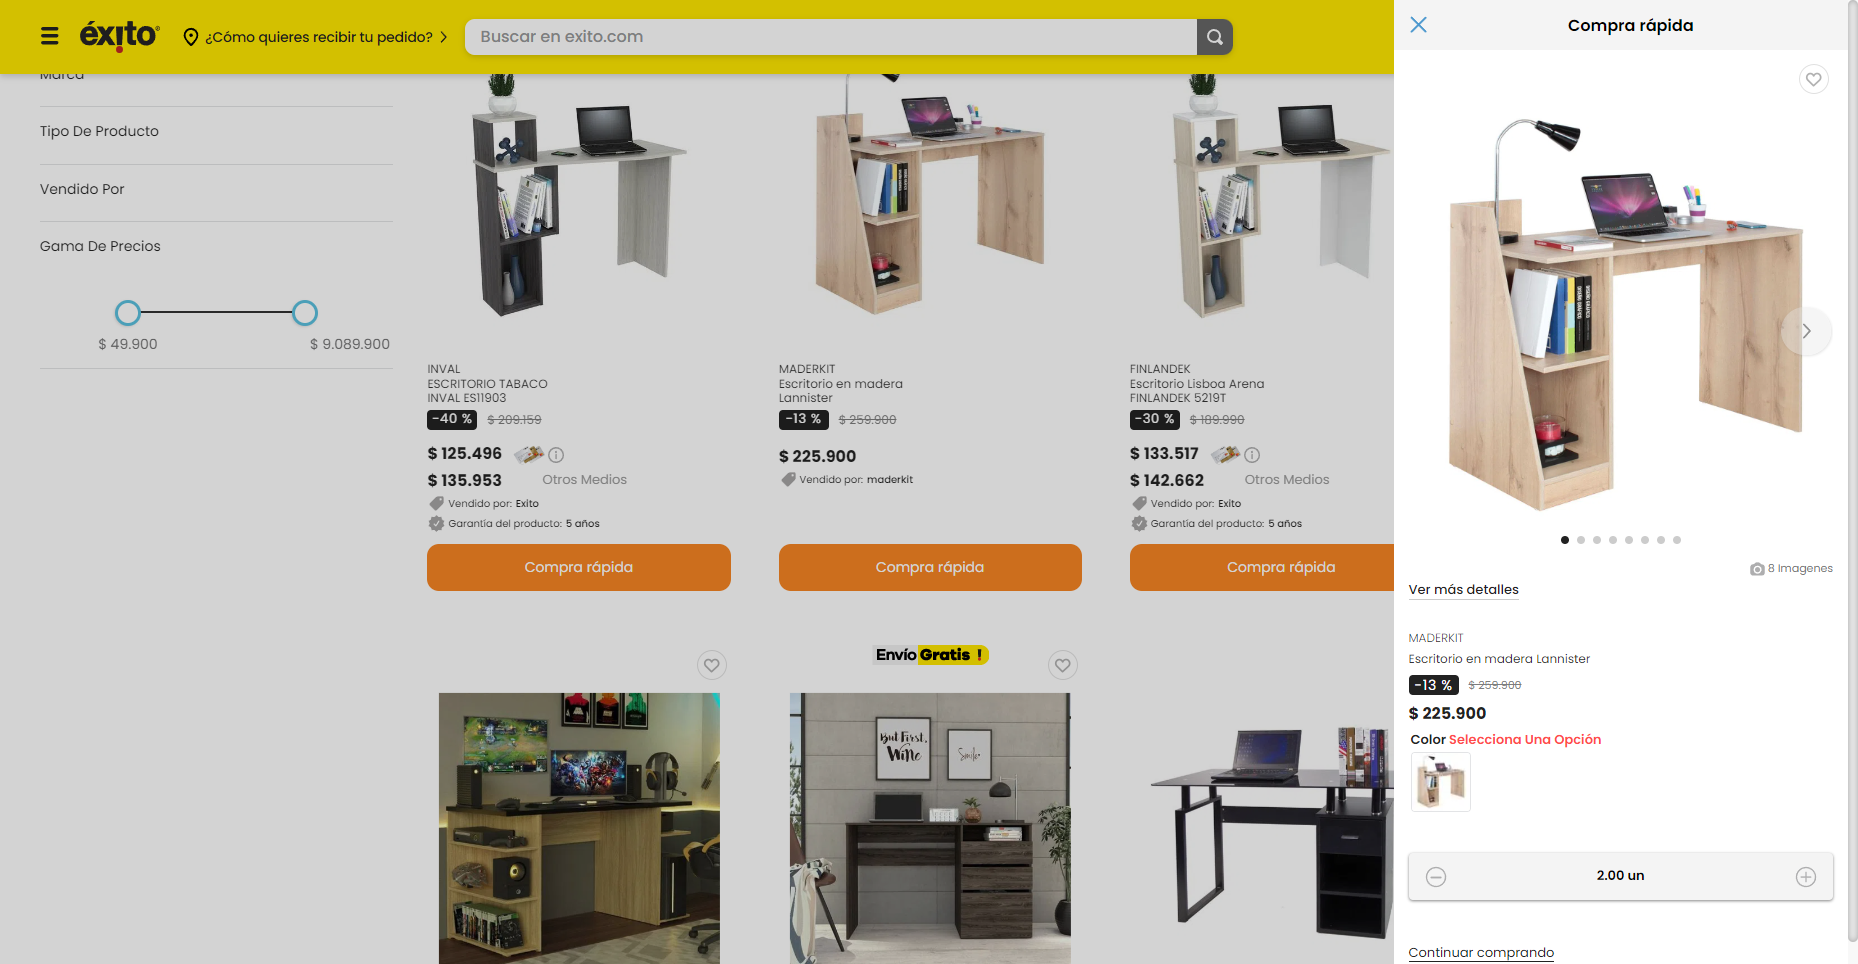 éxito
¿Cómo quieres recibir tu pedido?
Buscar en exito.com
Marca
Tipo De Producto
Vendido Por
Gama De Precios
$ 49.900
$ 9.089.900
INVAL
ESCRITORIO TABACO
INVAL ES11903
-40 % $ 209.159
$ 125.496
$ 135.953 Otros Medios
Vendido por: Exito
Garantía del producto: 5 años
Compra rápida
MADERKIT
Escritorio en madera
Lannister
-13 % $ 259.900
$ 225.900
Vendido por: maderkit
Compra rápida
FINLANDEK
Escritorio Lisboa Arena
FINLANDEK 5219T
-30 % $ 189.990
$ 133.517
$ 142.662 Otros Medios
Vendido por: Exito
Garantía del producto: 5 años
Compra rápida
Envío Gratis !
But First,
Wine
Smile
Compra rápida
8 Imagenes
Ver más detalles
MADERKIT
Escritorio en madera Lannister
-13 % $ 259.900
$ 225.900
Color Selecciona Una Opción
2.00 un
Continuar comprando